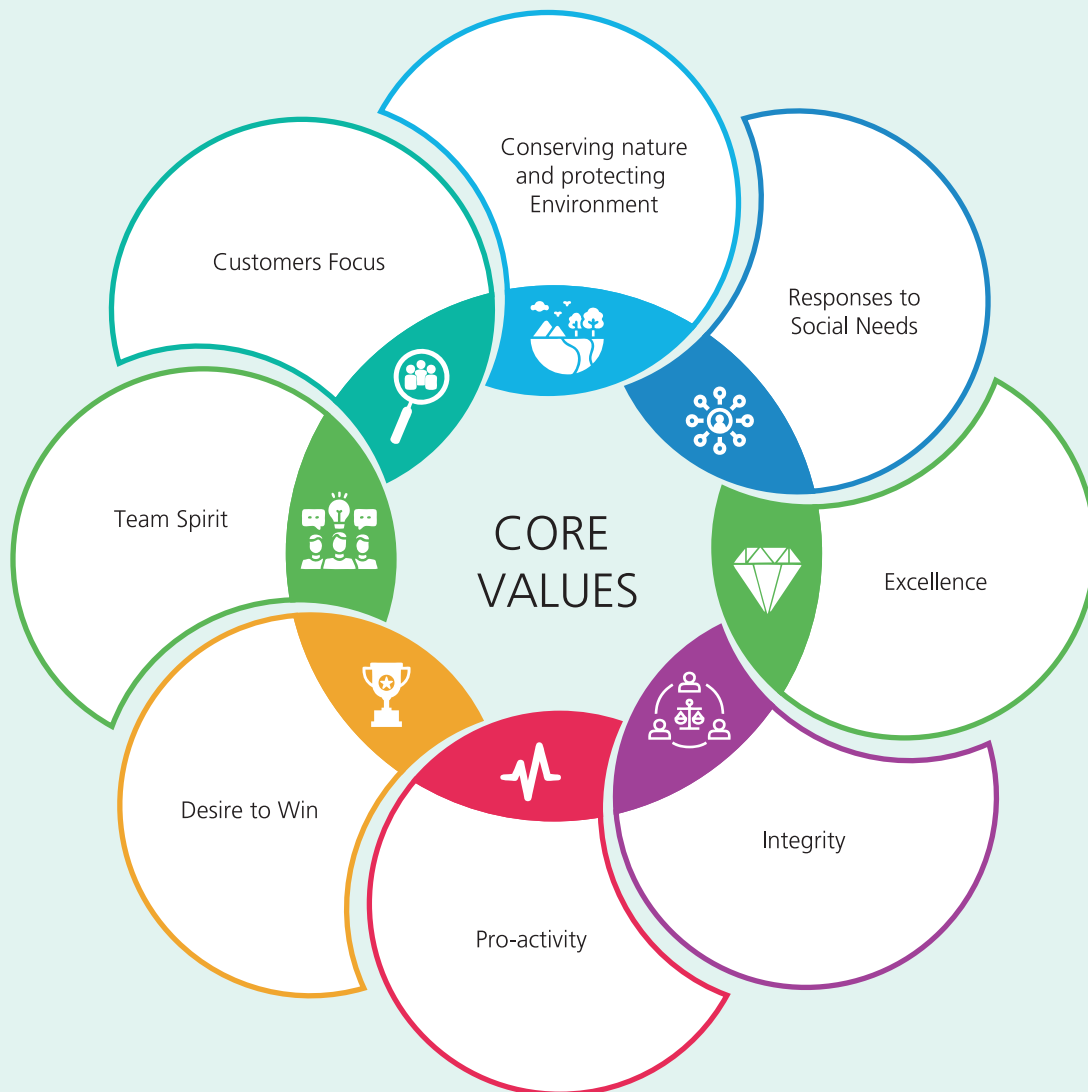 Conserving nature
and protecting
Environment
Responses to
Social Needs
Excellence
Integrity
Pro-activity
Desire to Win
Team Spirit
Customers Focus
CORE
VALUES